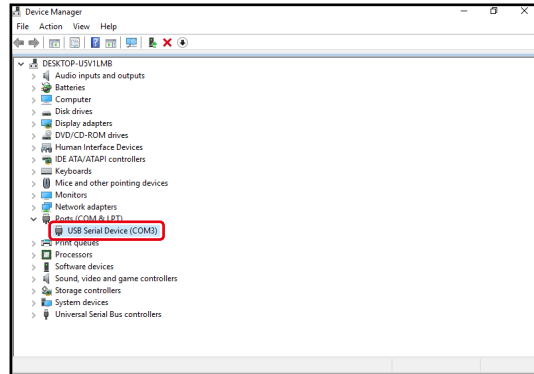 Device Manager
File Action View Help
DESKTOP-U5V1LMB
Audio inputs and outputs
Batteries
Computer
Disk drives
Display adapters
DVD/CD-ROM drives
Human Interface Devices
IDE ATA/ATAPI controllers
Keyboards
Mice and other pointing devices
Monitors
Network adapters
Ports (COM & LPT)
USB Serial Device (COM3)
Print queues
Processors
Software devices
Sound, video and game controllers
Storage controllers
System devices
Universal Serial Bus controllers